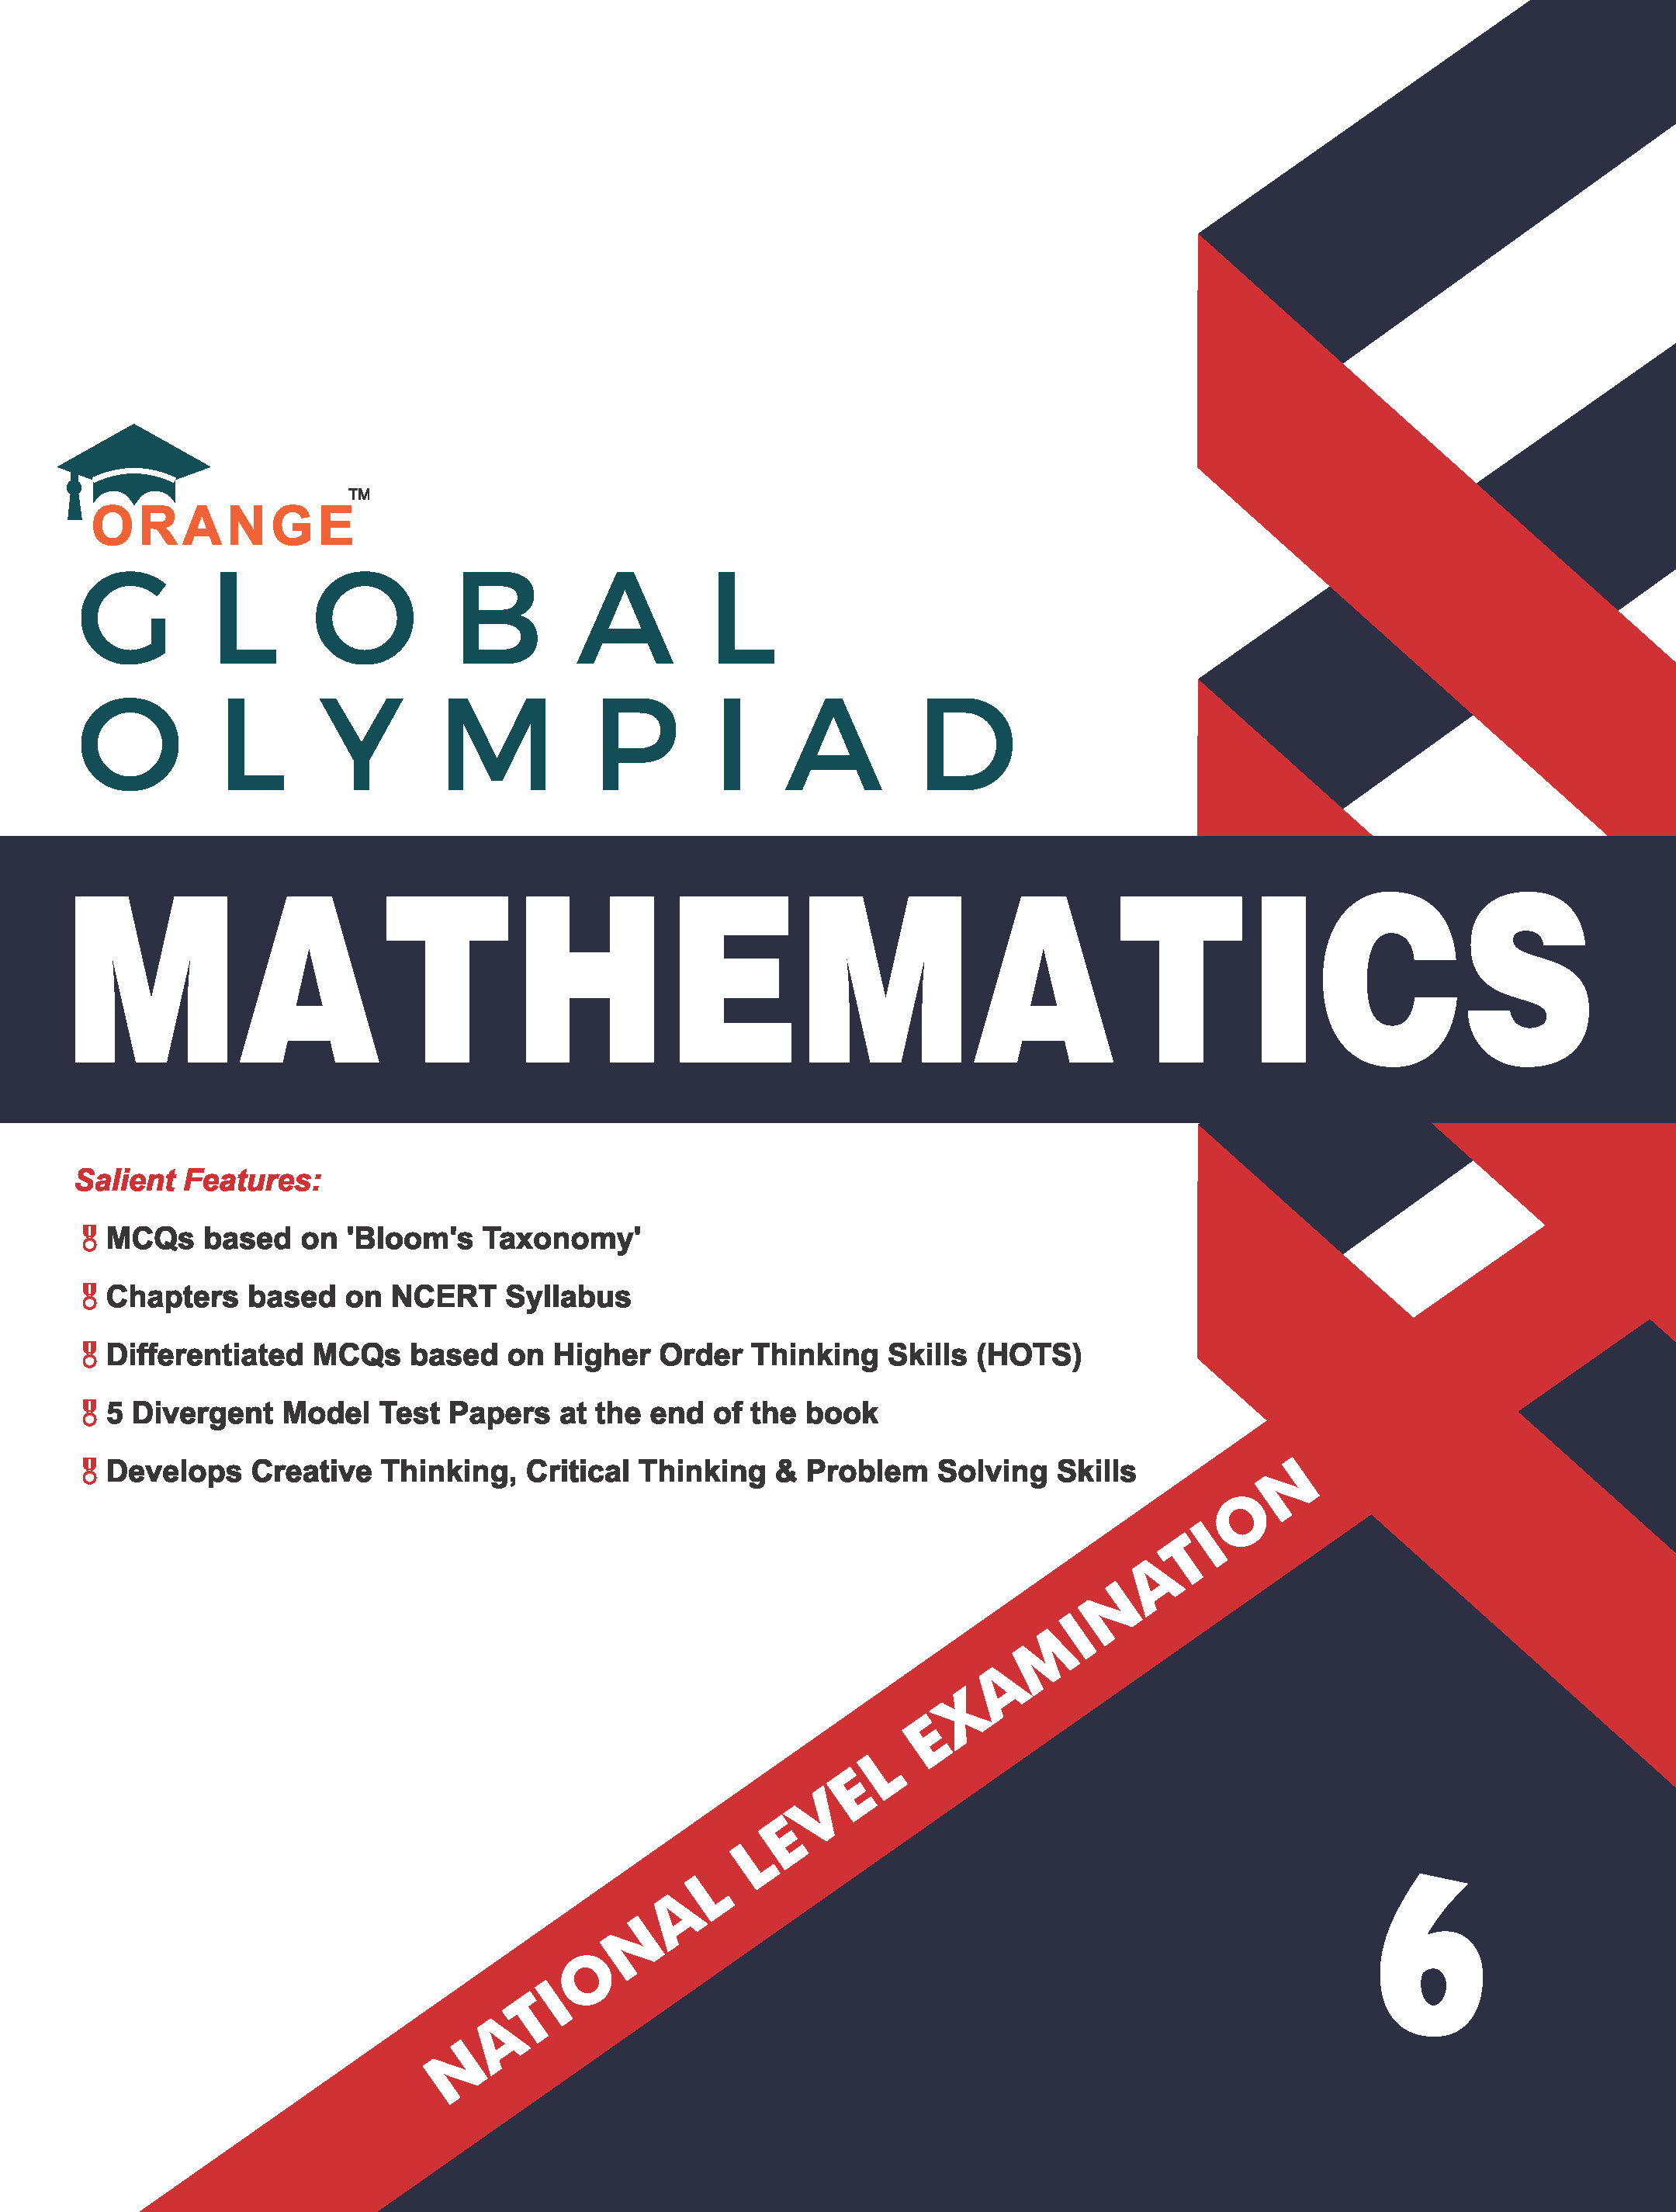 ORANGE™
GLOBAL
OLYMPIAD
MATHEMATICS
Salient Features:
MCQs based on 'Bloom's Taxonomy'
Chapters based on NCERT Syllabus
Differentiated MCQs based on Higher Order Thinking Skills (HOTS)
5 Divergent Model Test Papers at the end of the book
Develops Creative Thinking, Critical Thinking & Problem Solving Skills
NATIONAL LEVEL EXAMINATION
6